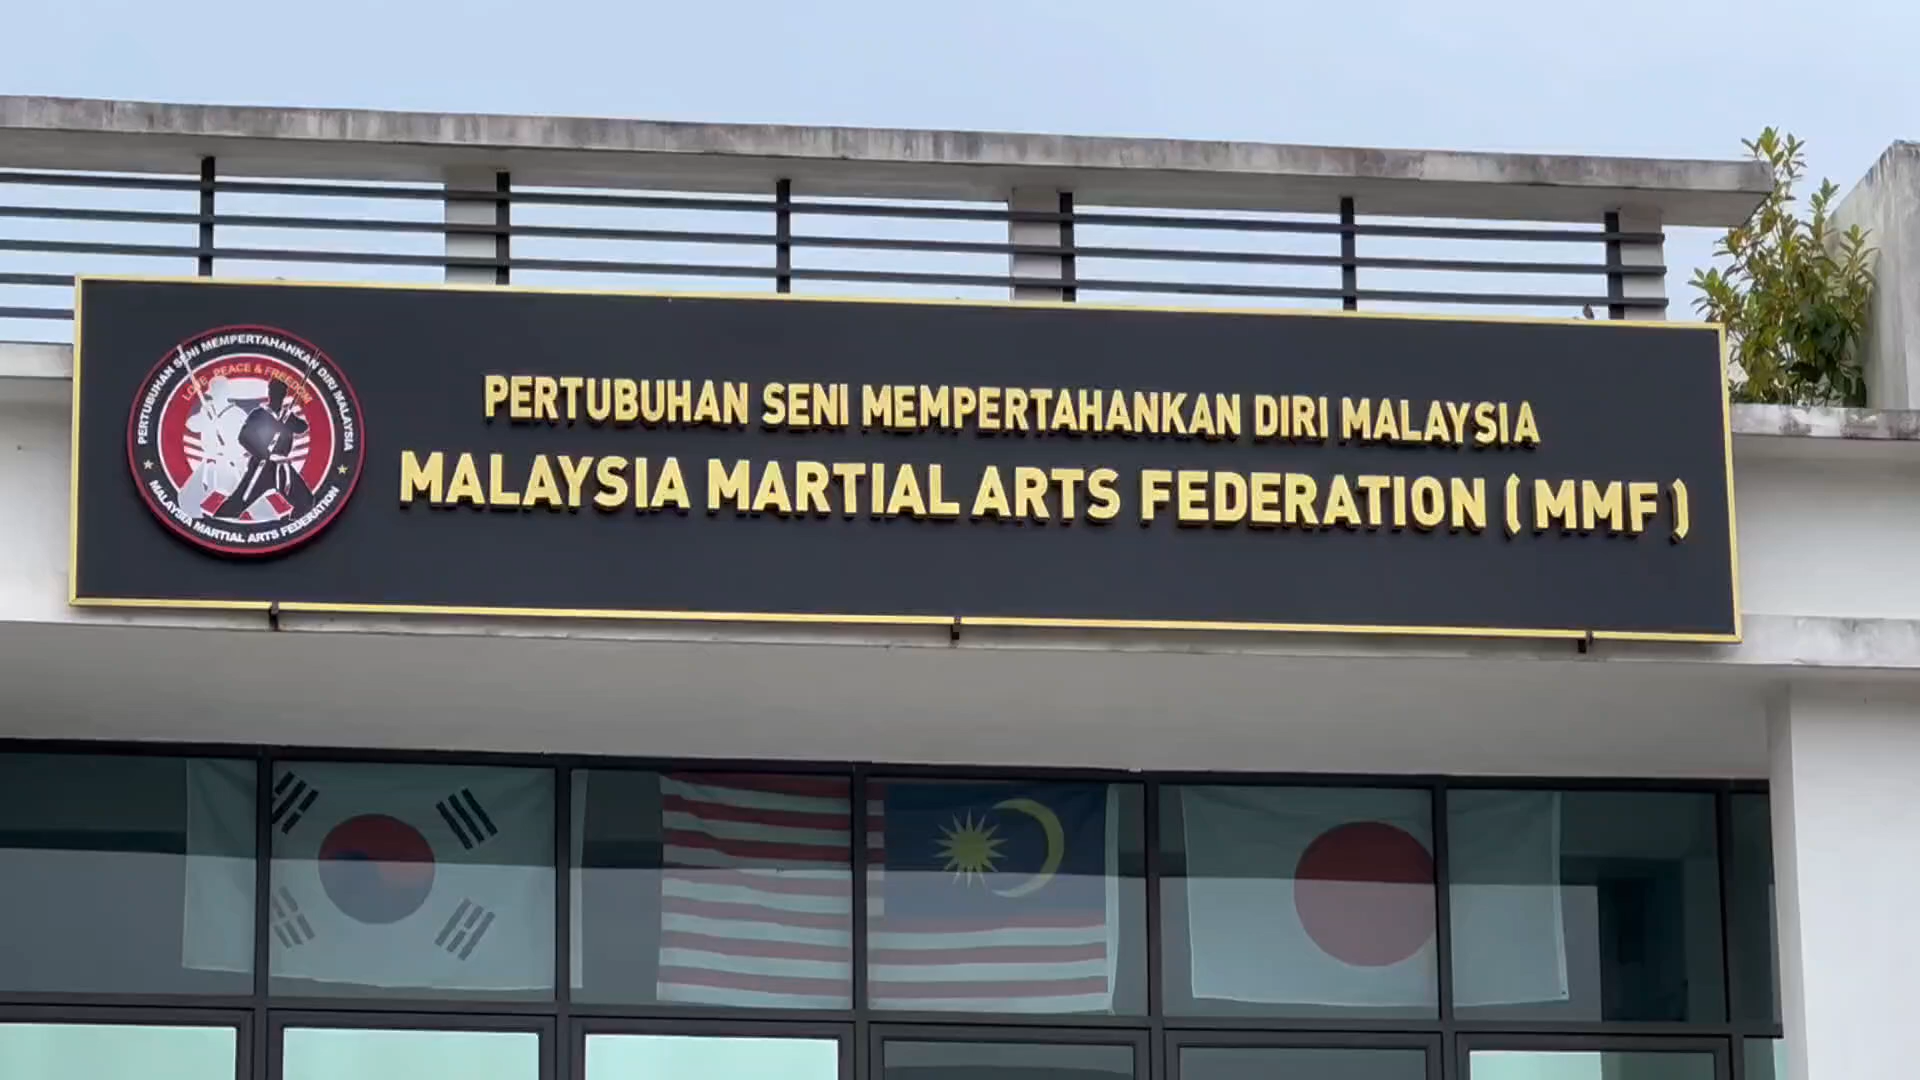 PERTUBUHAN SENI MEMPERTAHANKAN DIRI MALAYSIA
LOVE, PEACE & FREEDOM
MALAYSIA MARTIAL ARTS FEDERATION
PERTUBUHAN SENI MEMPERTAHANKAN DIRI MALAYSIA
MALAYSIA MARTIAL ARTS FEDERATION (MMF)